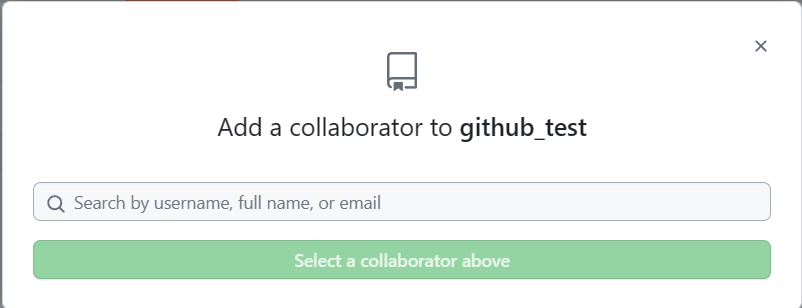 Add a collaborator to github_test
Search by username, full name, or email
Select a collaborator above